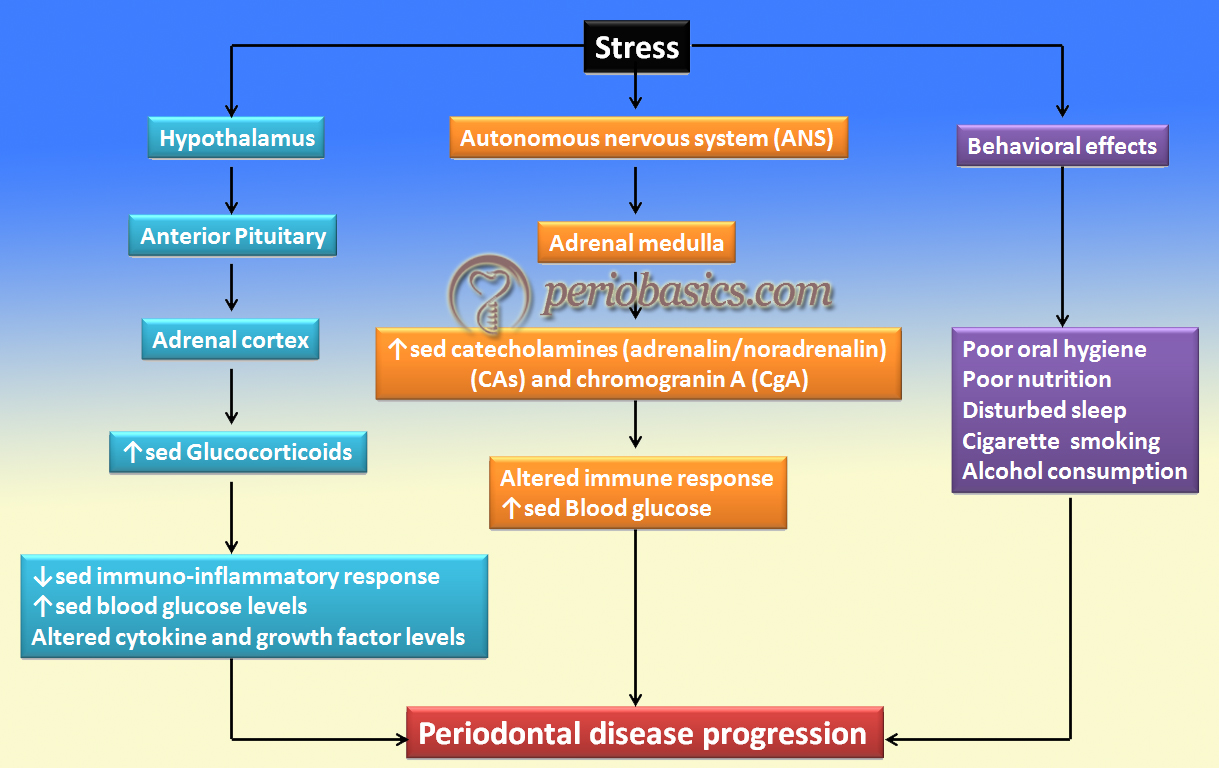 Stress
Hypothalamus
Anterior Pituitary
Adrenal cortex
↑sed Glucocorticoids
↓sed immuno-inflammatory response
↑sed blood glucose levels
Altered cytokine and growth factor levels
Autonomous nervous system (ANS)
Adrenal medulla
periobasics.com
↑sed catecholamines (adrenalin/noradrenalin)
(CAs) and chromogranin A (CgA)
Altered immune response
↑sed Blood glucose
Behavioral effects
Poor oral hygiene
Poor nutrition
Disturbed sleep
Cigarette smoking
Alcohol consumption
Periodontal disease progression